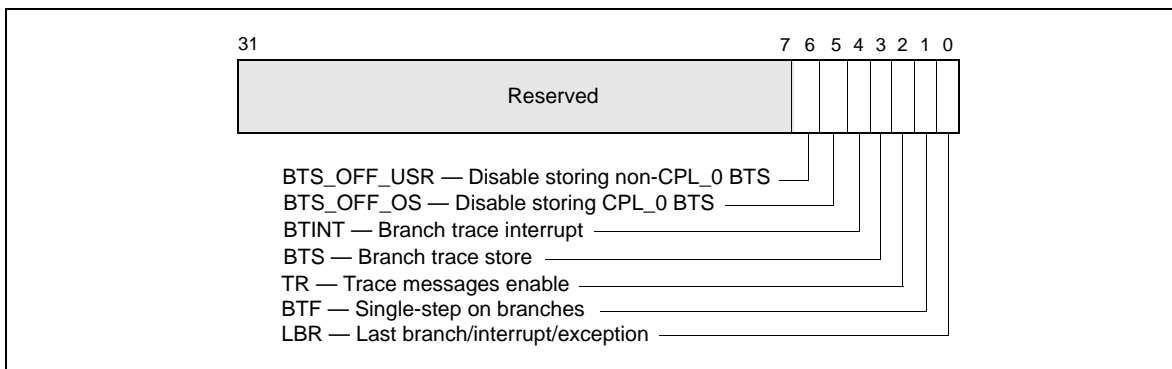 31 7 6 5 4 3 2 1 0
Reserved
BTS_OFF_USR — Disable storing non-CPL_0 BTS
BTS_OFF_OS — Disable storing CPL_0 BTS
BTINT — Branch trace interrupt
BTS — Branch trace store
TR — Trace messages enable
BTF — Single-step on branches
LBR — Last branch/interrupt/exception